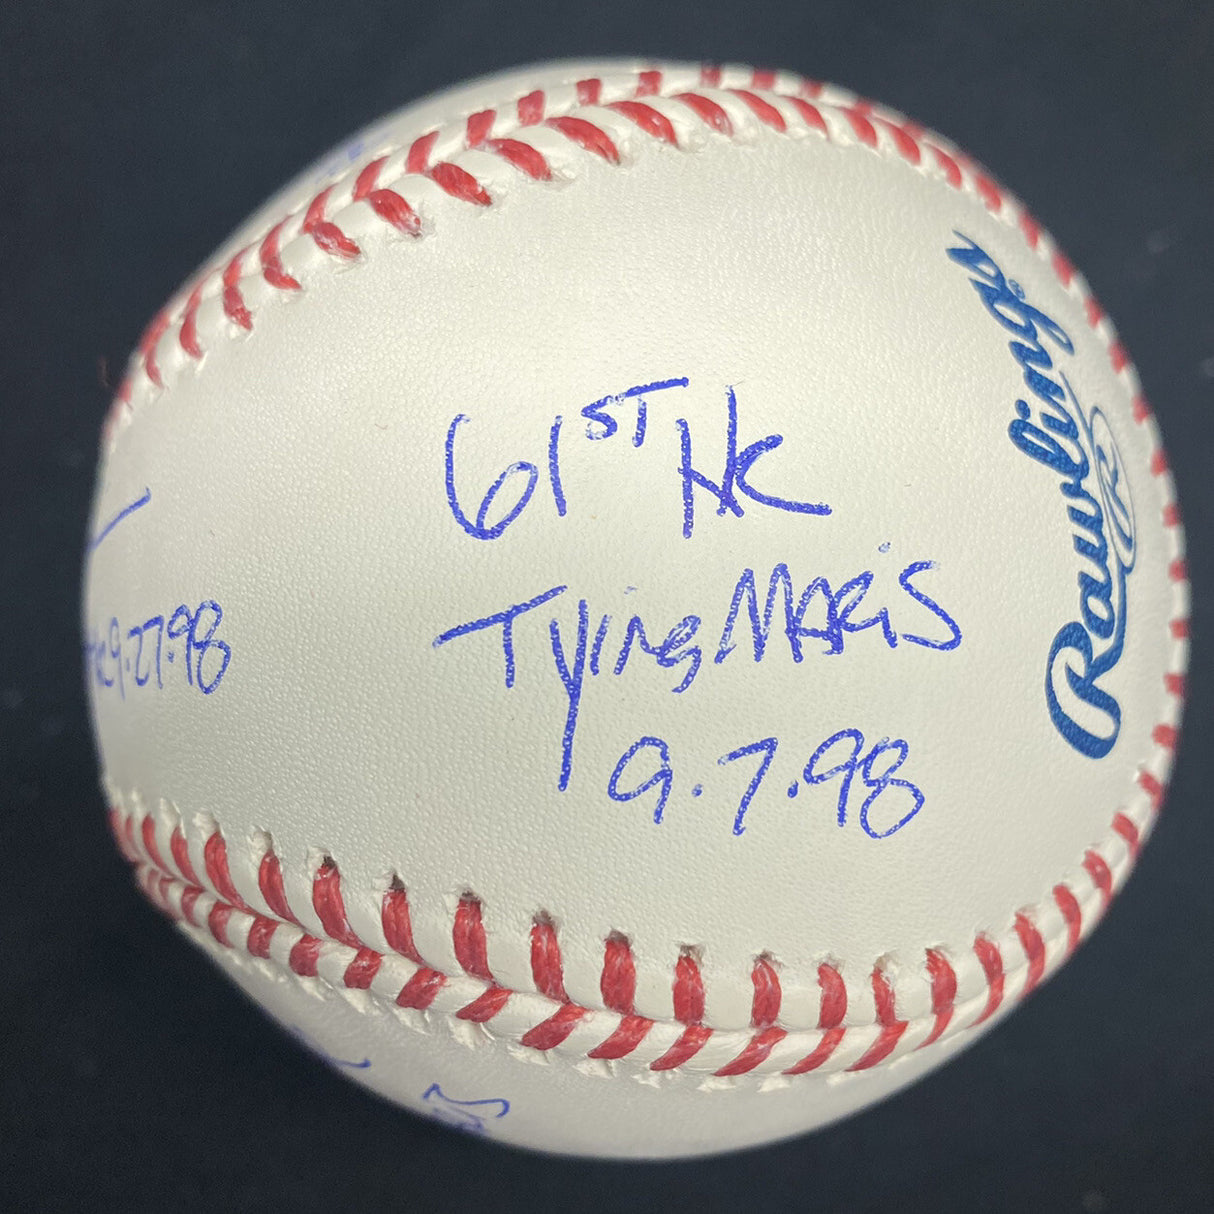 61ST HR
Tying MARIS
9.7.98
9.27.98
Rawlings®
R